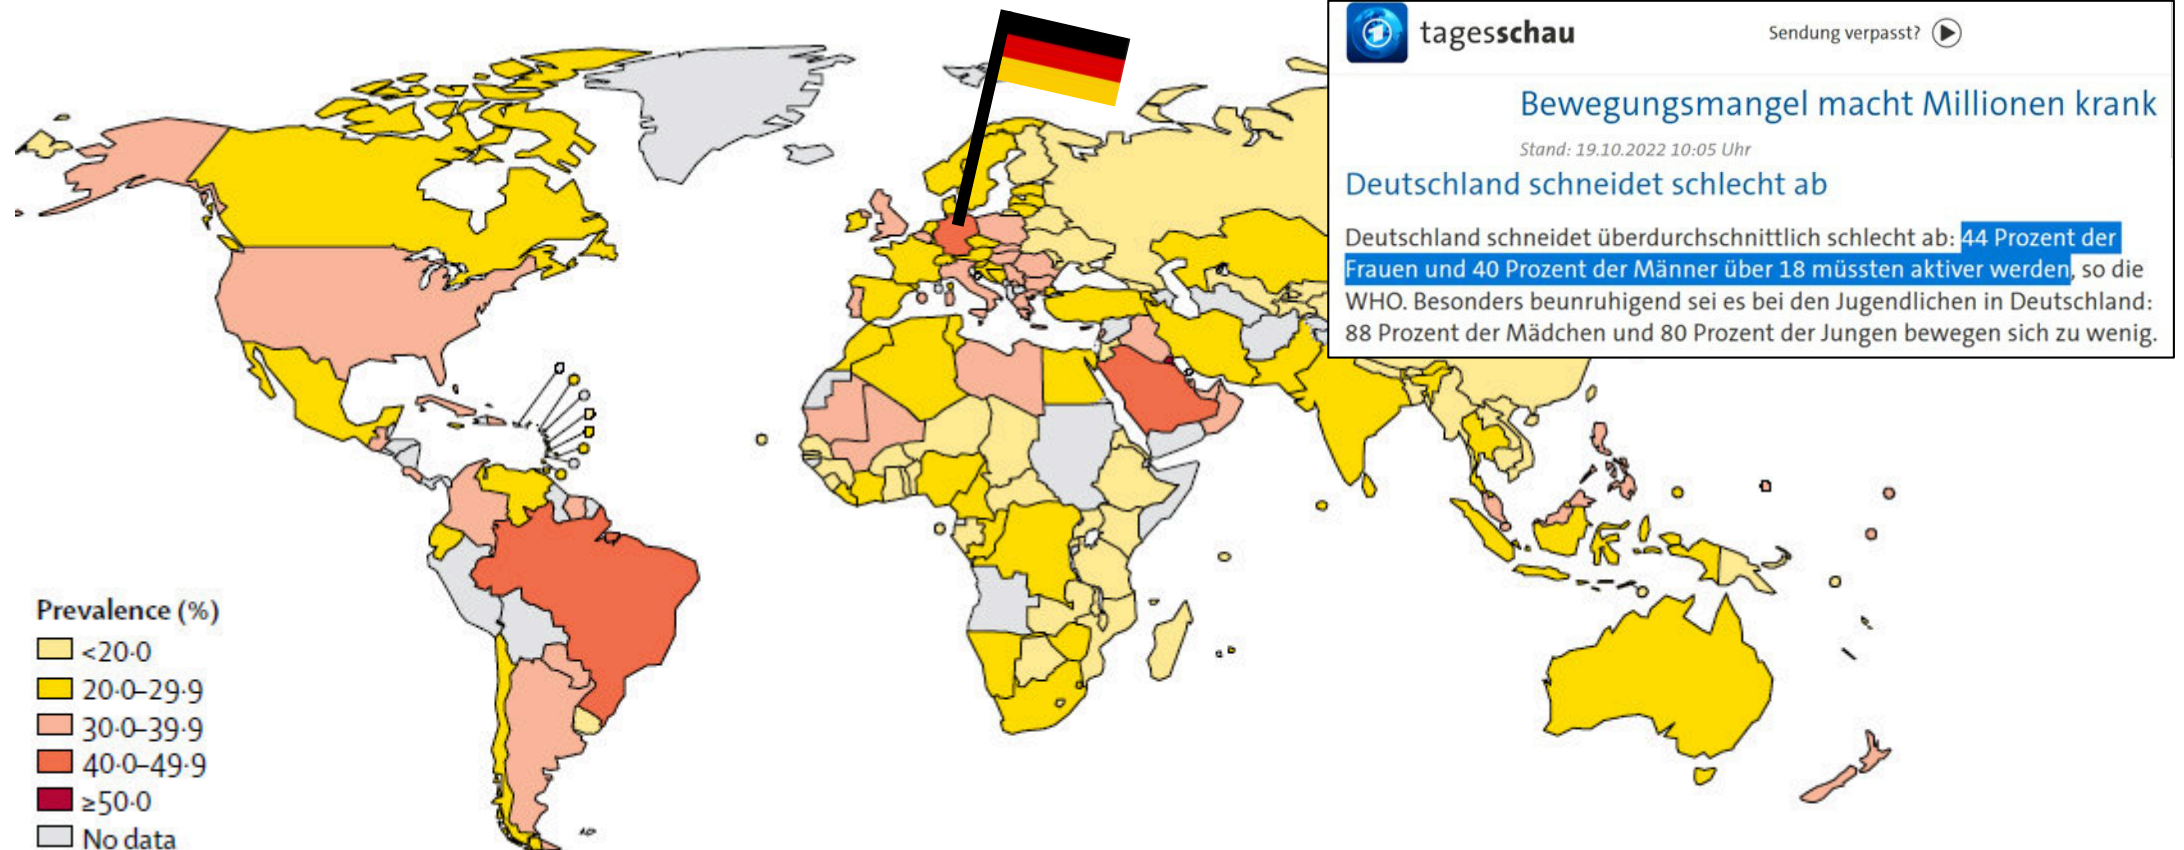 tagesschau
Sendung verpasst?
Bewegungsmangel macht Millionen krank
Stand: 19.10.2022 10:05 Uhr
Deutschland schneidet schlecht ab
Deutschland schneidet überdurchschnittlich schlecht ab: 44 Prozent der
Frauen und 40 Prozent der Männer über 18 müssten aktiver werden, so die
WHO. Besonders beunruhigend sei es bei den Jugendlichen in Deutschland:
88 Prozent der Mädchen und 80 Prozent der Jungen bewegen sich zu wenig.
Prevalence (%)
<20·0
20·0–29·9
30·0–39·9
40·0–49·9
≥50·0
No data